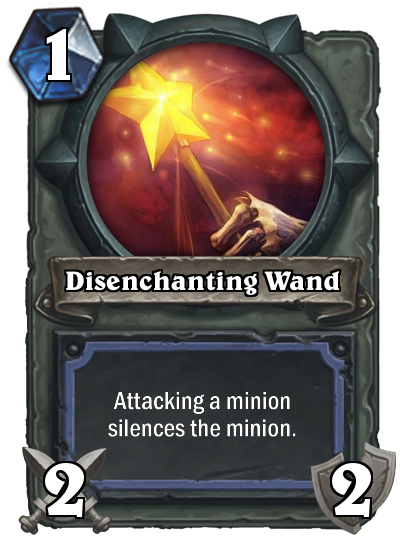 1
Disenchanting Wand
Attacking a minion
silences the minion.
2 2